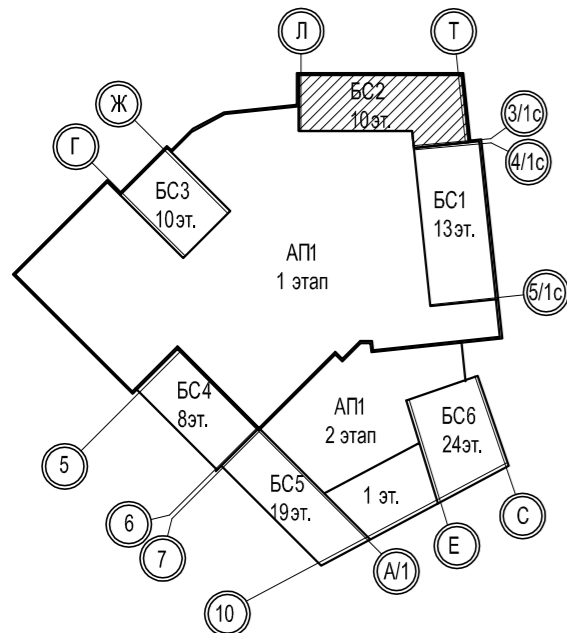 Л
Т
БС2
10эт.
Ж
3/1с
4/1с
Г
БС3
10эт.
БС1
13эт.
АП1
1 этап
5/1с
БС4
8эт.
АП1
2 этап
БС6
24эт.
5
БС5
19эт.
1 эт.
6
7
С
Е
А/1
10